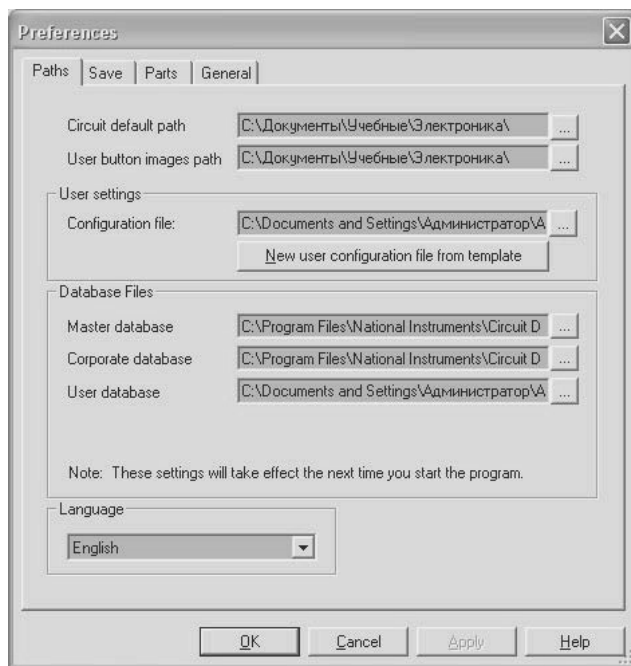 Preferences
Paths Save Parts General
Circuit default path C:\Документы\Учебные\Электроника\ ...
User button images path C:\Документы\Учебные\Электроника\ ...
User settings
Configuration file: C:\Documents and Settings\Администратор\A ...
New user configuration file from template
Database Files
Master database C:\Program Files\National Instruments\Circuit D ...
Corporate database C:\Program Files\National Instruments\Circuit D ...
User database C:\Documents and Settings\Администратор\A ...
Note: These settings will take effect the next time you start the program.
Language
English
OK Cancel Apply Help